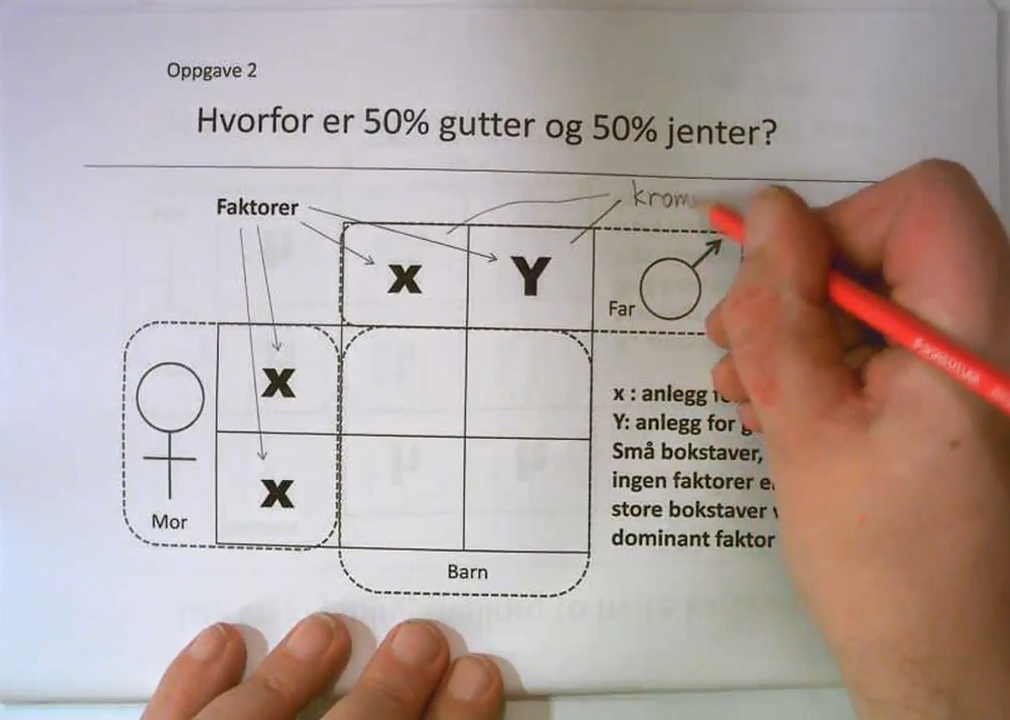 Oppgave 2
Hvorfor er 50% gutter og 50% jenter?
Faktorer
krom
x Y
Far
x
x
Mor
x : anlegg
Y: anlegg for
Små bokstaver,
ingen faktorer
store bokstaver
dominant faktor
Barn